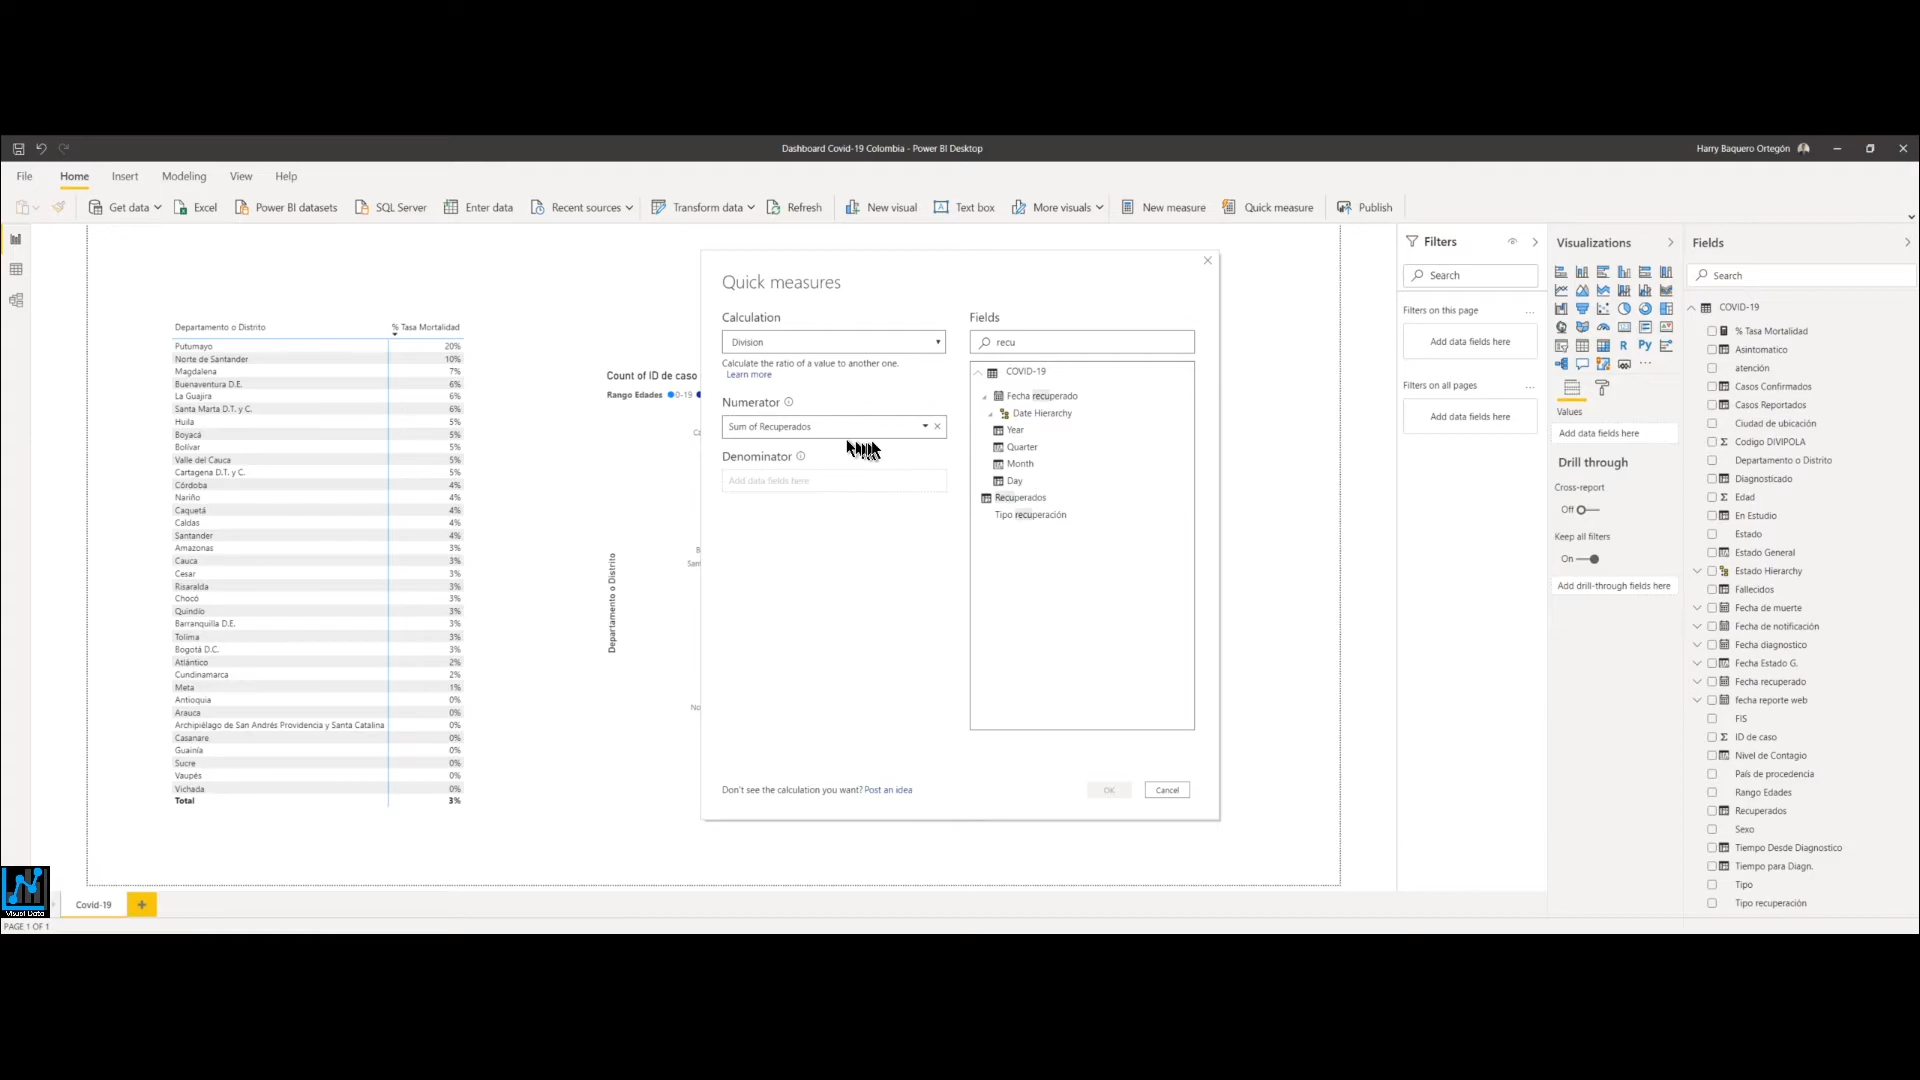 Dashboard Covid-19 Colombia - Power BI Desktop
Harry Baquero Ortegón
File Home Insert Modeling View Help
Get data Excel Power BI datasets SQL Server Enter data Recent sources Transform data Refresh New visual Text box More visuals New measure Quick measure Publish
Departamento o Distrito % Tasa Mortalidad
Putumayo 20%
Norte de Santander 10%
Magdalena 7%
Buenaventura D.E. 6%
La Guajira 6%
Santa Marta D.T. y C. 6%
Huila 5%
Boyacá 5%
Bolívar 5%
Valle del Cauca 5%
Cartagena D.T. y C. 5%
Córdoba 4%
Nariño 4%
Caquetá 4%
Caldas 4%
Santander 4%
Amazonas 3%
Cauca 3%
Cesar 3%
Risaralda 3%
Chocó 3%
Quindío 3%
Barranquilla D.E. 3%
Tolima 3%
Bogotá D.C. 3%
Atlántico 2%
Cundinamarca 2%
Meta 1%
Antioquia 0%
Arauca 0%
Archipiélago de San Andrés Providencia y Santa Catalina 0%
Casanare 0%
Guainía 0%
Sucre 0%
Vaupés 0%
Vichada 0%
Total 3%
Count of ID de caso
Rango Edades 0-19
Ca
B
San
No
Departamento o Distrito
Quick measures
Calculation
Division
Calculate the ratio of a value to another one.
Learn more
Numerator
Sum of Recuperados
Denominator
Add data fields here
Fields
recu
COVID-19
Fecha recuperado
Date Hierarchy
Year
Quarter
Month
Day
Recuperados
Tipo recuperación
Don't see the calculation you want? Post an idea
OK
Cancel
Filters
Search
Filters on this page
Add data fields here
Filters on all pages
Add data fields here
Visualizations
R Py
Values
Add data fields here
Drill through
Cross-report
Off
Keep all filters
On
Add drill-through fields here
Fields
Search
COVID-19
% Tasa Mortalidad
Asintomatico
atención
Casos Confirmados
Casos Reportados
Ciudad de ubicación
Codigo DIVIPOLA
Departamento o Distrito
Diagnosticado
Edad
En Estudio
Estado
Estado General
Estado Hierarchy
Fallecidos
Fecha de muerte
Fecha de notificación
Fecha diagnostico
Fecha Estado G.
Fecha recuperado
fecha reporte web
FIS
ID de caso
Nivel de Contagio
País de procedencia
Rango Edades
Recuperados
Sexo
Tiempo Desde Diagnostico
Tiempo para Diagn.
Tipo
Tipo recuperación
Visual Data
Covid-19
PAGE 1 OF 1